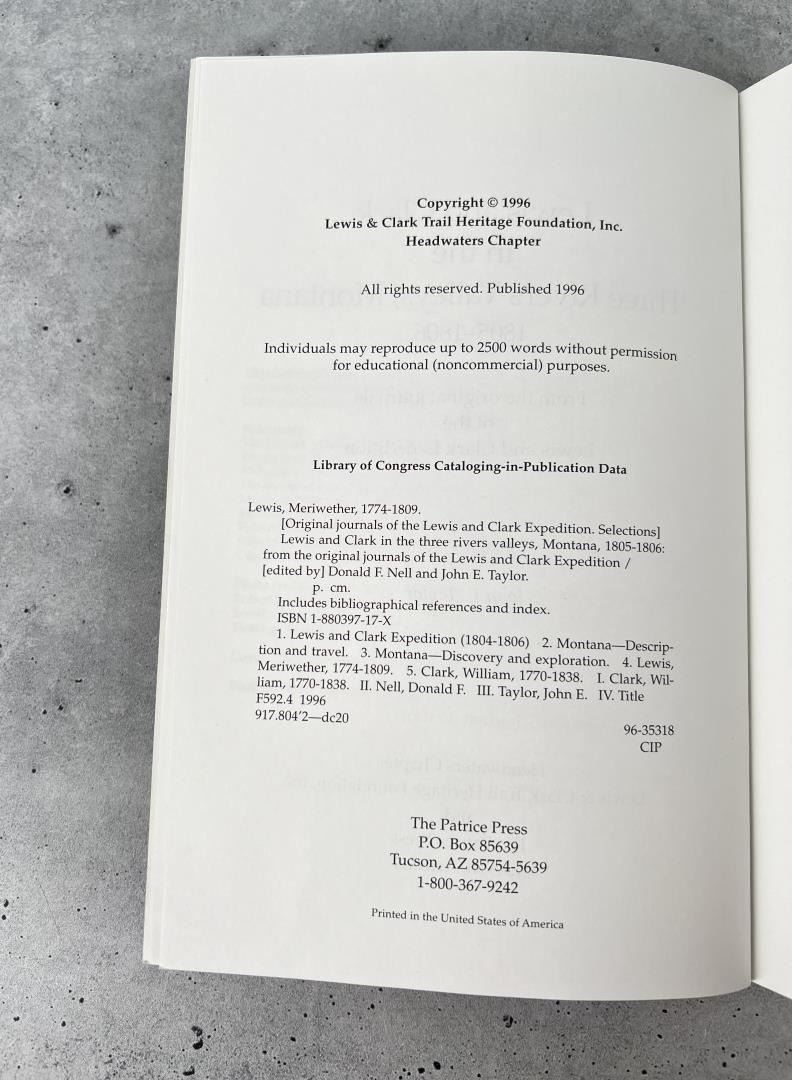 Copyright © 1996
Lewis & Clark Trail Heritage Foundation, Inc.
Headwaters Chapter
All rights reserved. Published 1996
Individuals may reproduce up to 2500 words without permission
for educational (noncommercial) purposes.
Library of Congress Cataloging-in-Publication Data
Lewis, Meriwether, 1774-1809.
[Original journals of the Lewis and Clark Expedition. Selections]
Lewis and Clark in the three rivers valleys, Montana, 1805-1806:
from the original journals of the Lewis and Clark Expedition /
[edited by] Donald F. Nell and John E. Taylor.
p. cm.
Includes bibliographical references and index.
ISBN 1-880397-17-X
1. Lewis and Clark Expedition (1804-1806) 2. Montana—Descrip-
tion and travel. 3. Montana—Discovery and exploration. 4. Lewis,
Meriwether, 1774-1809. 5. Clark, William, 1770-1838. I. Clark, Wil-
liam, 1770-1838. II. Nell, Donald F. III. Taylor, John E. IV. Title
F592.4 1996
917.804'2—dc20
96-35318
CIP
The Patrice Press
P.O. Box 85639
Tucson, AZ 85754-5639
1-800-367-9242
Printed in the United States of America